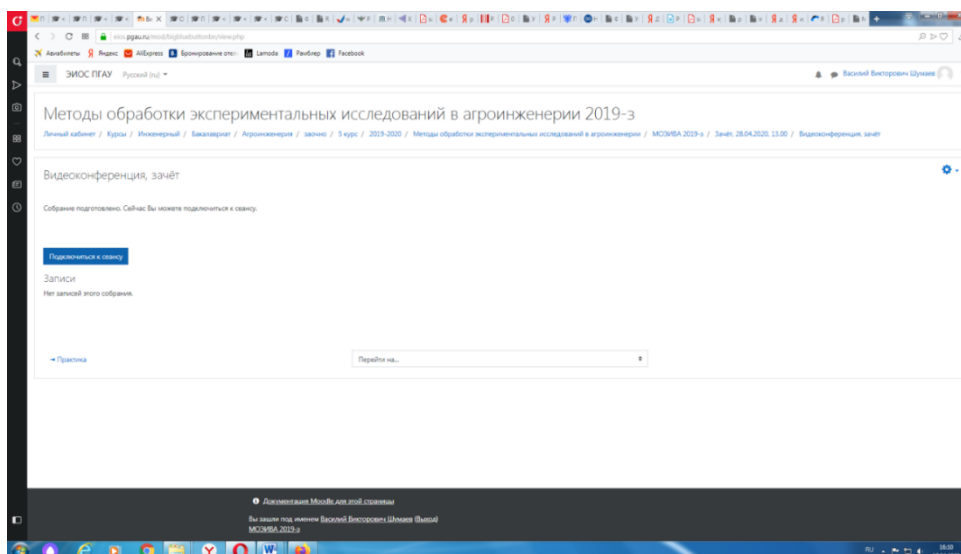 Авиабилеты Яндекс AliExpress Бронирование оте Lamoda Рамблер Facebook
ЭИОС ПГАУ Русский (ru) Василий Викторович Шумаев
Методы обработки экспериментальных исследований в агроинженерии 2019-з
Личный кабинет / Курсы / Инженерный / Бакалавриат / Агроинженерия / заочно / 5 курс / 2019-2020 / Методы обработки экспериментальных исследований в агроинженерии / МОЭИВА 2019-з / Зачёт, 28.04.2020, 13.00 / Видеоконференция, зачёт
Видеоконференция, зачёт
Собрание подготовлено. Сейчас Вы можете подключиться к сеансу.
Подключиться к сеансу
Записи
Нет записей этого собрания.
→ Практика Перейти на...
Документация Moodle для этой страницы
Вы зашли под именем Василий Викторович Шумаев (Выход)
МОЭИВА 2019-з
RU 16:10